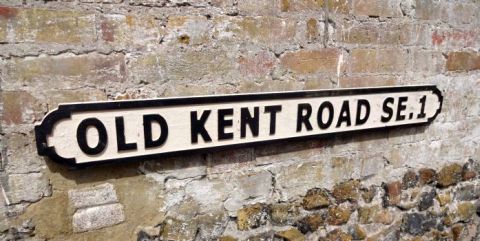 OLD KENT ROAD SE.1